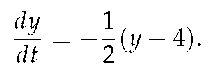 dy/dt = -1/2(y - 4).